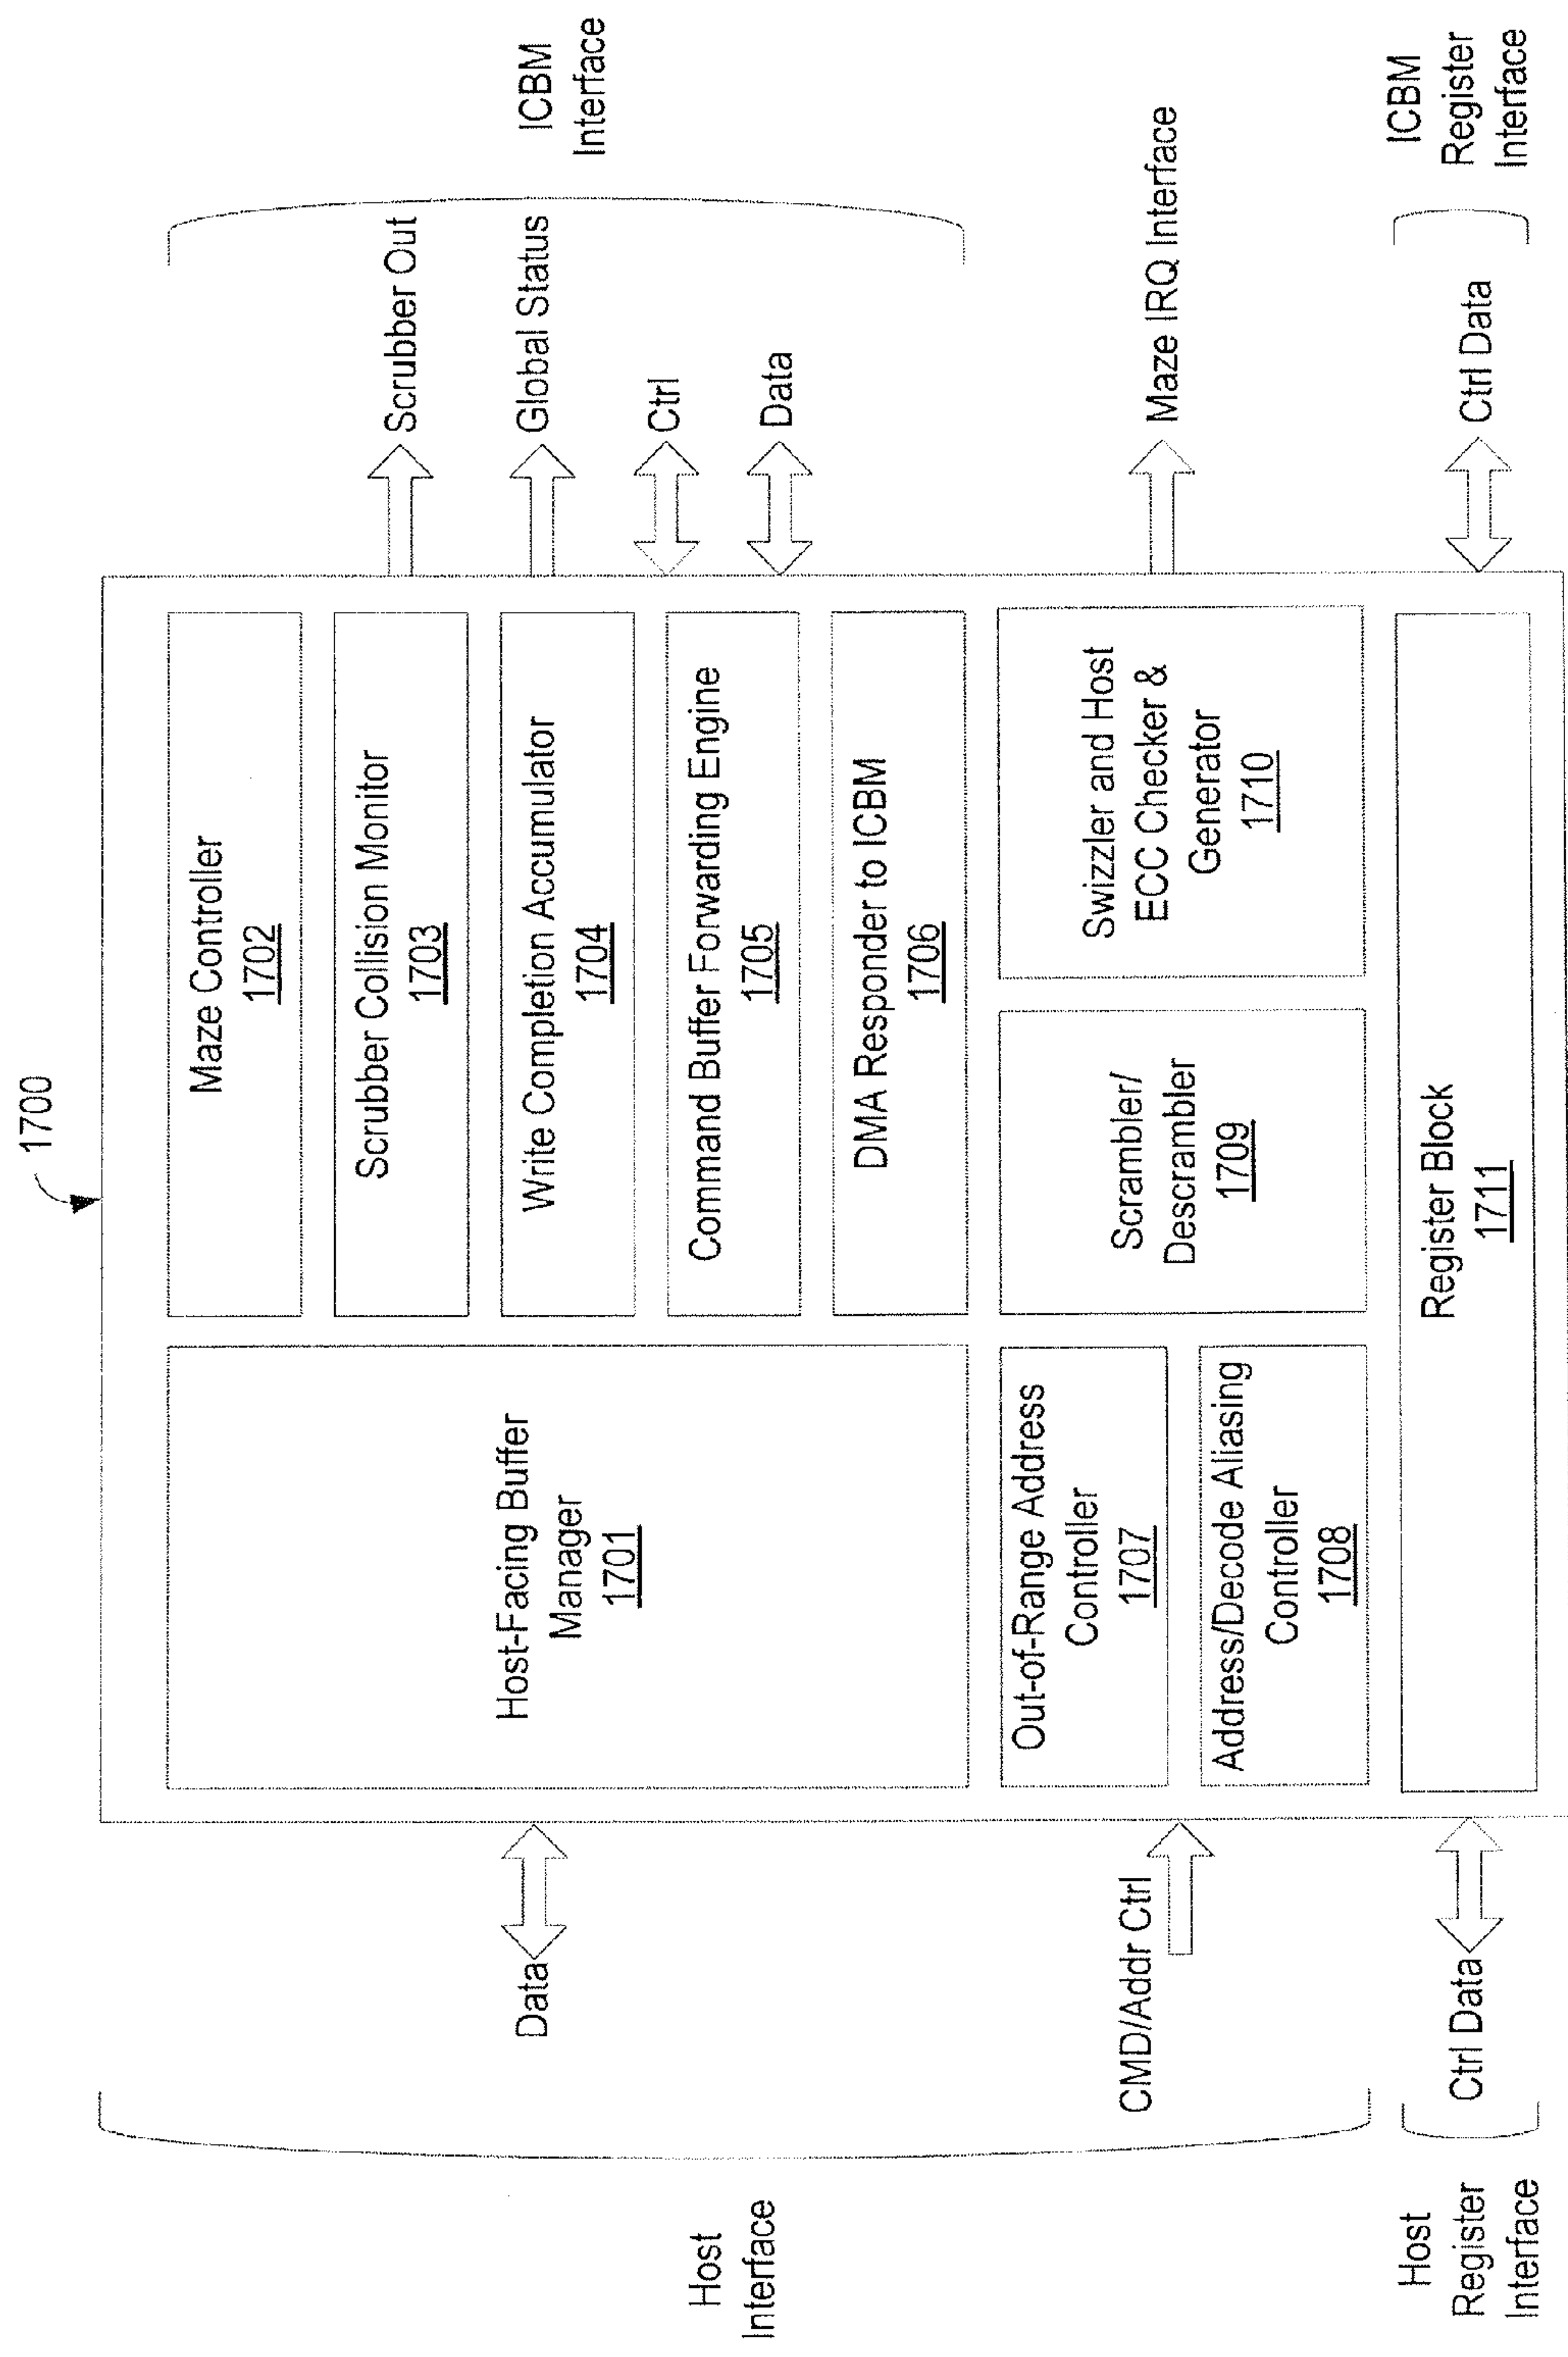 1700
Host
Interface
Data
CMD/Addr Ctrl
Host
Register
Interface
Ctrl Data
Host-Facing Buffer
Manager
1701
Maze Controller
1702
Scrubber Collision Monitor
1703
Write Completion Accumulator
1704
Command Buffer Forwarding Engine
1705
DMA Responder to ICBM
1706
Out-of-Range Address
Controller
1707
Address/Decode Aliasing
Controller
1708
Scrambler/
Descrambler
1709
Swizzler and Host
ECC Checker &
Generator
1710
Register Block
1711
Scrubber Out
Global Status
Ctrl
Data
ICBM
Interface
Maze IRQ Interface
Ctrl Data
ICBM
Register
Interface